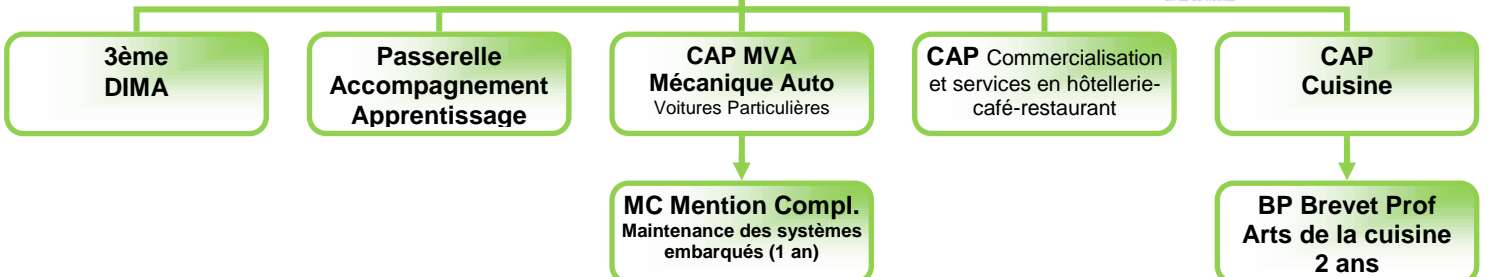 3ème
DIMA
Passerelle
Accompagnement
Apprentissage
CAP MVA
Mécanique Auto
Voitures Particulières
CAP Commercialisation
et services en hôtellerie-
café-restaurant
CAP
Cuisine
MC Mention Compl.
Maintenance des systèmes
embarqués (1 an)
BP Brevet Prof
Arts de la cuisine
2 ans